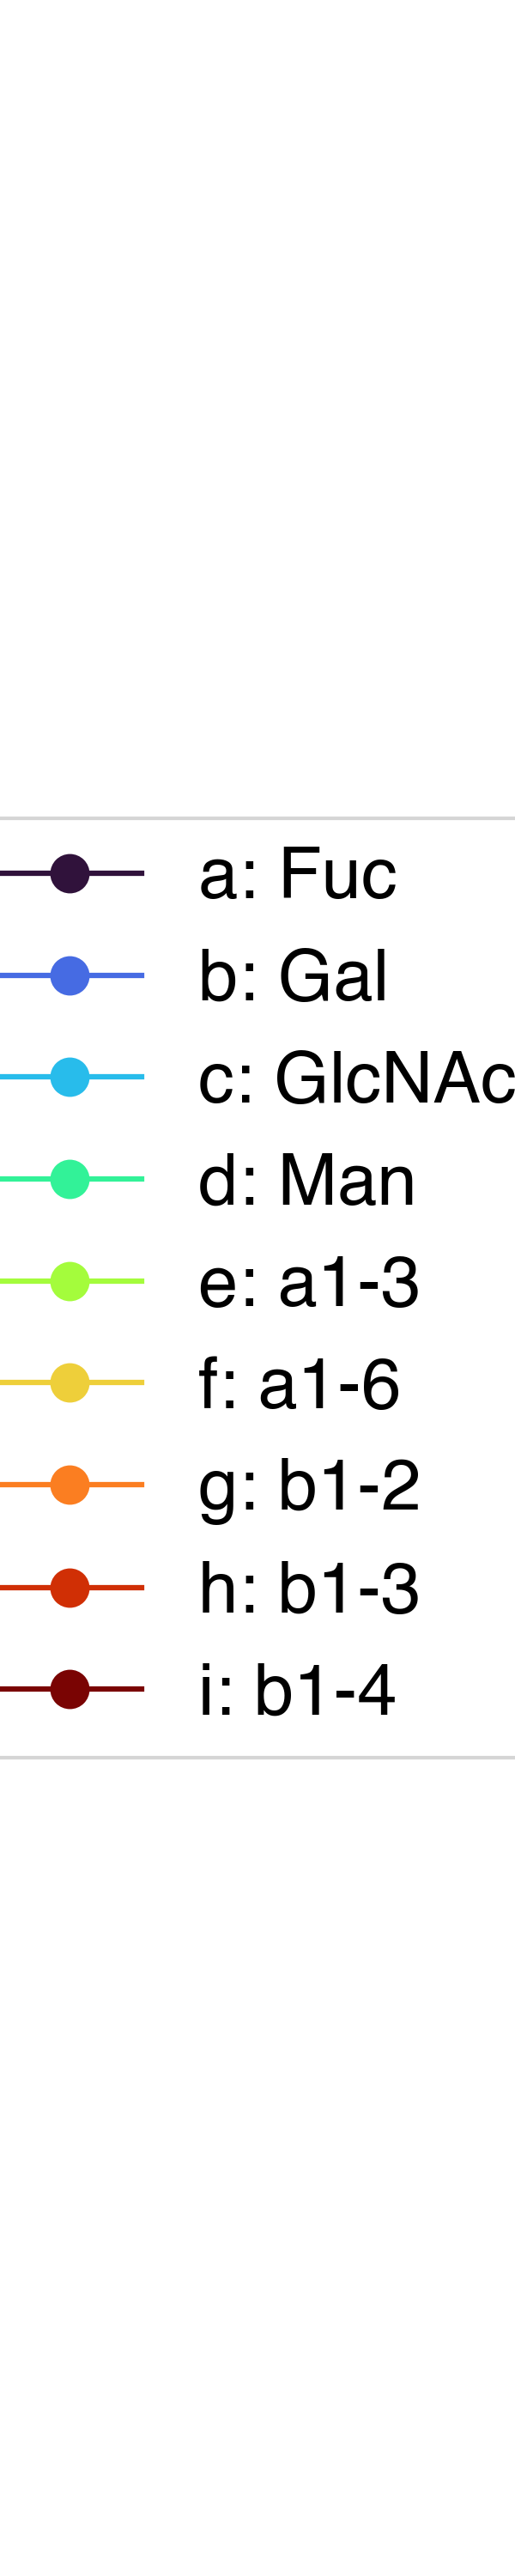 a: Fuc
b: Gal
c: GlcNAc
d: Man
e: a1-3
f: a1-6
g: b1-2
h: b1-3
i: b1-4